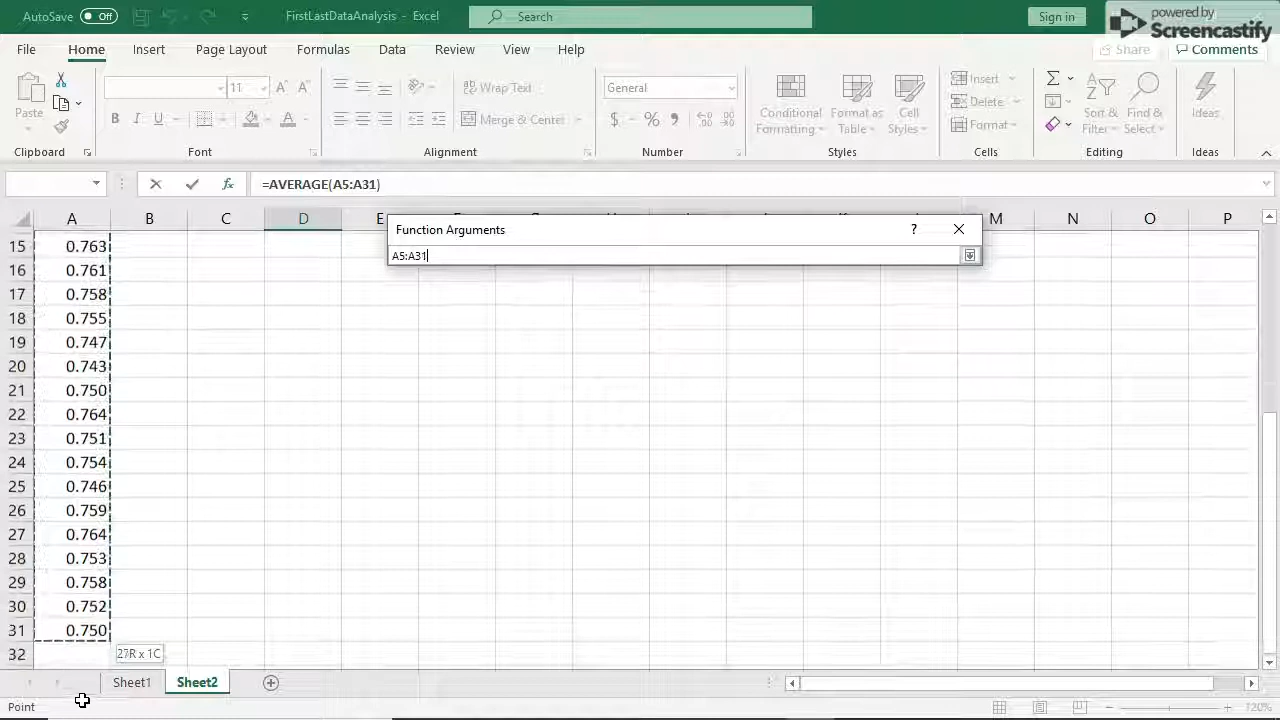 AutoSave Off FirstLastDataAnalysis - Excel Search Sign in
powered by
Screencastify
File Home Insert Page Layout Formulas Data Review View Help Share Comments
11 A A Wrap Text General Insert
Paste Conditional Format as Cell Delete Sort & Find & Ideas
B I U A Merge & Center $ % Formatting Table Styles Format Filter Select
Clipboard Font Alignment Number Styles Cells Editing Ideas
fx =AVERAGE(A5:A31)
A B C D E M N O P
Function Arguments ?
A5:A31
15 0.763
16 0.761
17 0.758
18 0.755
19 0.747
20 0.743
21 0.750
22 0.764
23 0.751
24 0.754
25 0.746
26 0.759
27 0.764
28 0.753
29 0.758
30 0.752
31 0.750
32 27R x 1C
Sheet1 Sheet2
Point 120%